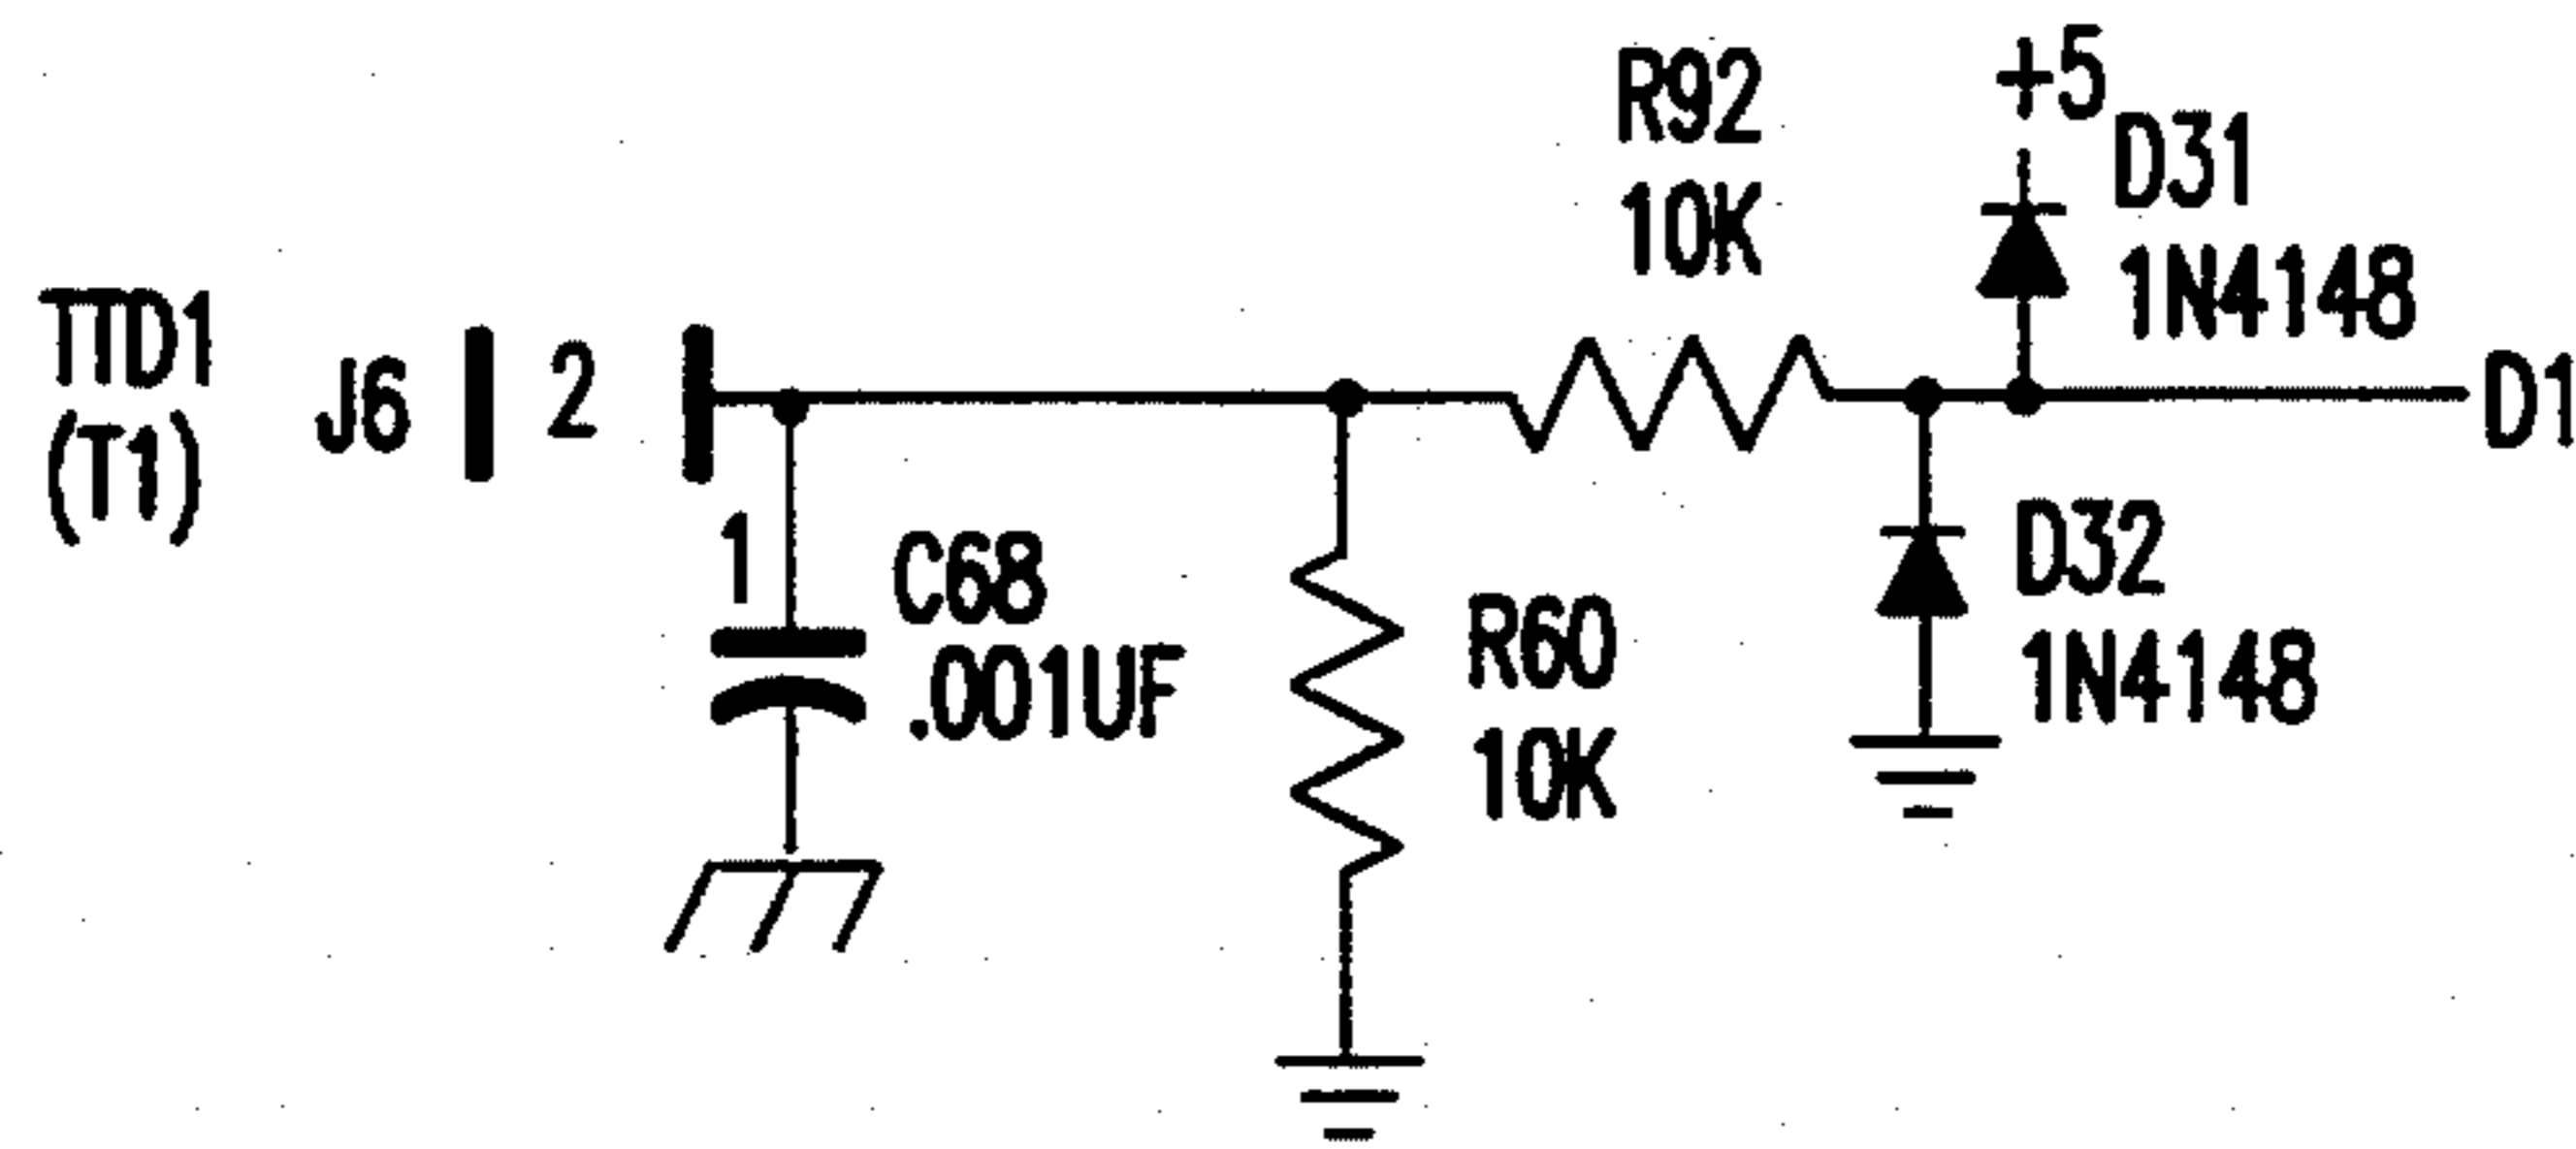 TTD1
(T1)
J6
2
1
C68
.001UF
R92
10K
R60
10K
+5
D31
1N4148
D1
D32
1N4148